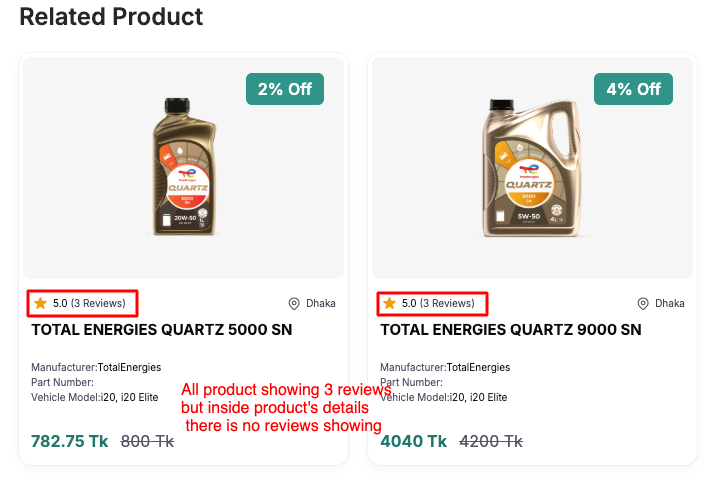 Related Product
2% Off
4% Off
TotalEnergies
QUARTZ
5000
SN
20W-50
1L
TotalEnergies
QUARTZ
9000
SN
5W-50
4L
5.0 (3 Reviews)
Dhaka
5.0 (3 Reviews)
Dhaka
TOTAL ENERGIES QUARTZ 5000 SN
TOTAL ENERGIES QUARTZ 9000 SN
Manufacturer:TotalEnergies
Part Number:
Vehicle Model:i20, i20 Elite
Manufacturer:TotalEnergies
Part Number:
Vehicle Model:i20, i20 Elite
All product showing 3 reviews
but inside product's details
there is no reviews showing
782.75 Tk 800 Tk
4040 Tk 4200 Tk